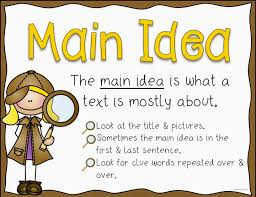 Main Idea
The main idea is what a
text is mostly about.
Look at the title & pictures.
Sometimes the main idea is in the
first & last sentence.
Look for clue words repeated over &
over.